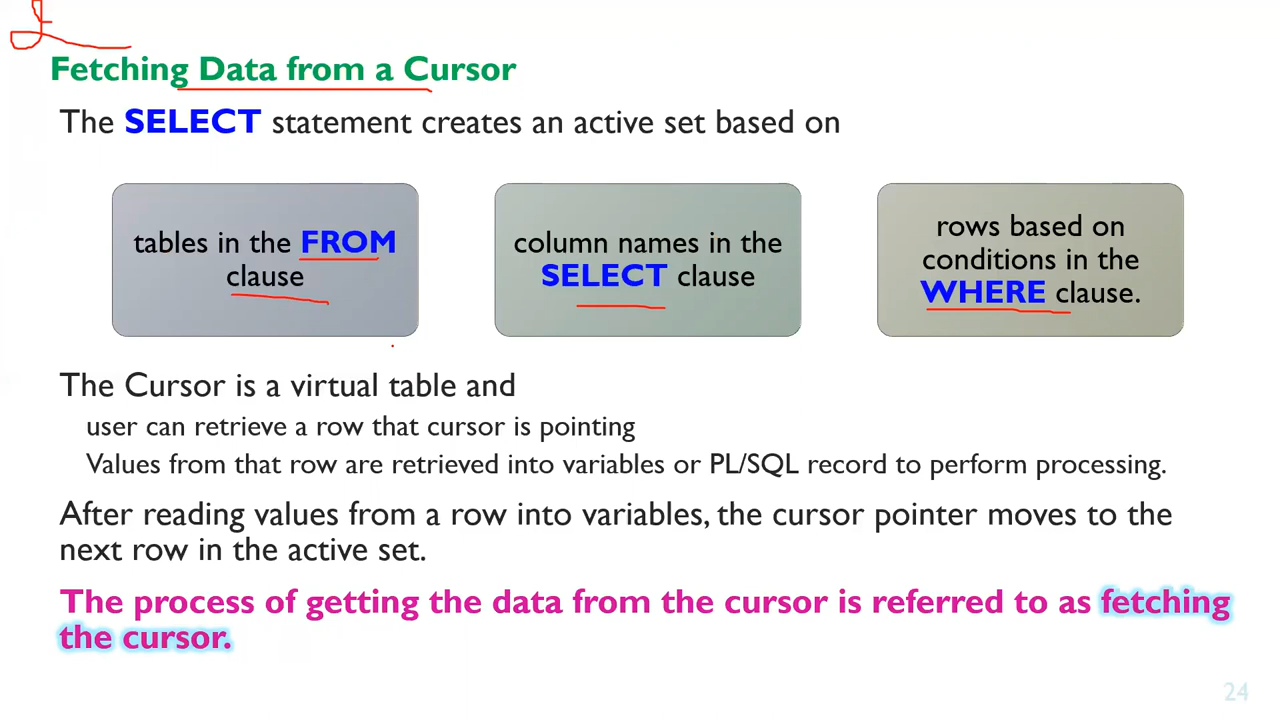 Fetching Data from a Cursor
The SELECT statement creates an active set based on
tables in the FROM
clause
column names in the
SELECT clause
rows based on
conditions in the
WHERE clause.
The Cursor is a virtual table and
user can retrieve a row that cursor is pointing
Values from that row are retrieved into variables or PL/SQL record to perform processing.
After reading values from a row into variables, the cursor pointer moves to the
next row in the active set.
The process of getting the data from the cursor is referred to as fetching
the cursor.
24